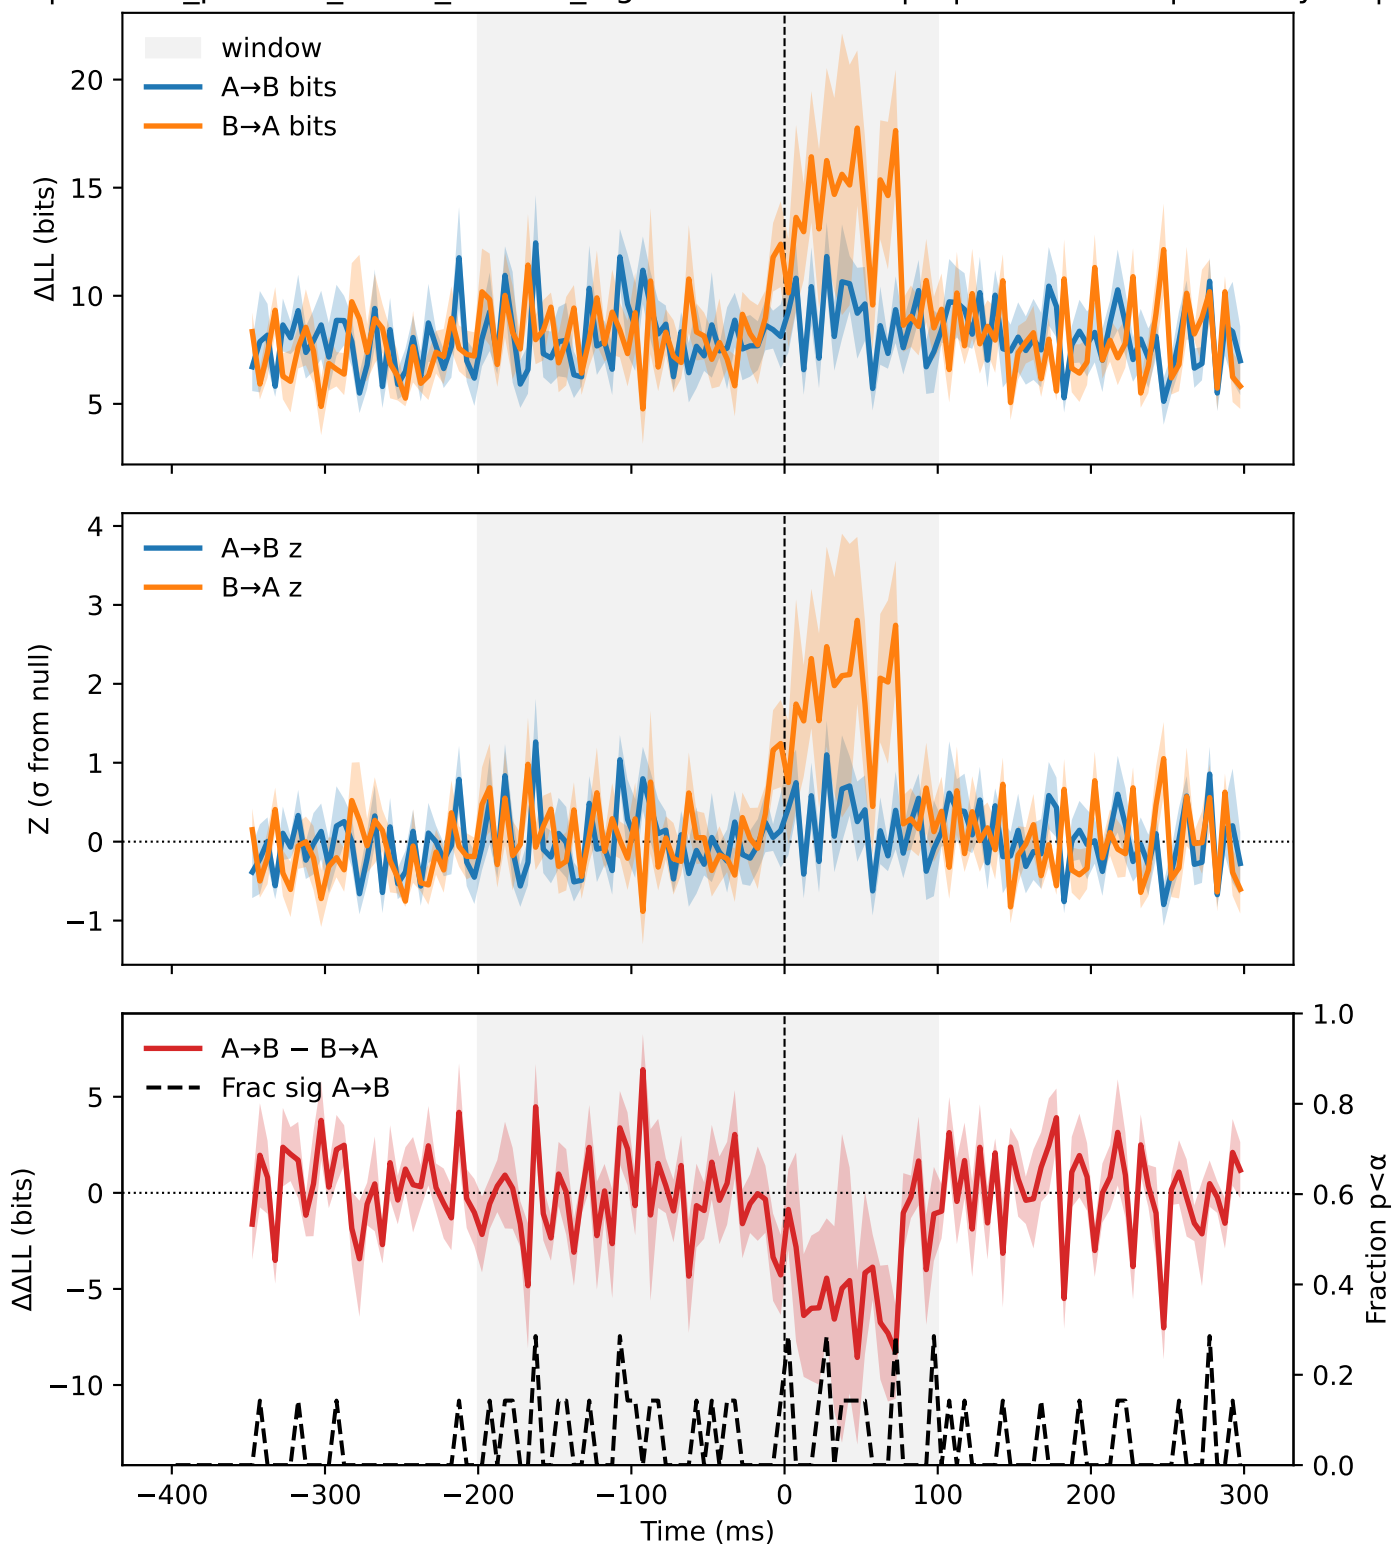 window
A→B bits
B→A bits
20
15
10
5
ΔLL (bits)
A→B z
B→A z
4
3
2
1
0
−1
Z (σ from null)
A→B − B→A
Frac sig A→B
5
0
−5
−10
ΔΔLL (bits)
1.0
0.8
0.6
0.4
0.2
0.0
Fraction p<α
−400 −300 −200 −100 0 100 200 300
Time (ms)